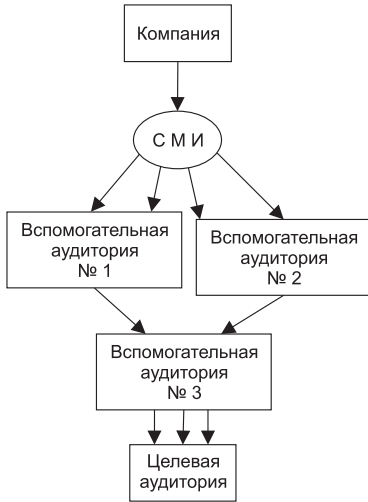 Компания
С М И
Вспомогательная
аудитория
№ 1
Вспомогательная
аудитория
№ 2
Вспомогательная
аудитория
№ 3
Целевая
аудитория